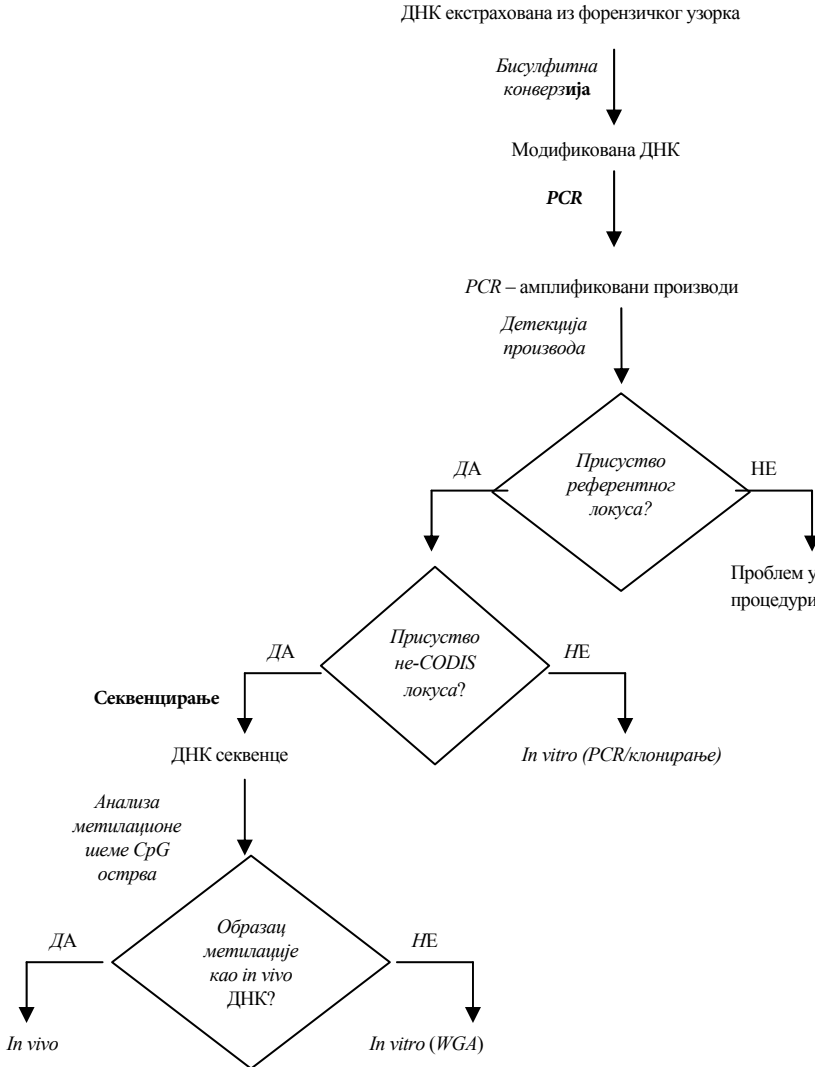 ДНК екстрахована из форензичког узорка
Бисулфитна
конверзија
Модификована ДНК
PCR
PCR – амплификовани производи
Детекција
производа
ДА
Присуство
референтног
локуса?
НЕ
Проблем у
процедури
ДА
Присуство
не-CODIS
локуса?
НЕ
Секвенцирање
ДНК секвенце
In vitro (PCR/клонирање)
Анализа
метилационе
шеме CpG
острва
ДА
Образац
метилације
као in vivo
ДНК?
НЕ
In vivo
In vitro (WGA)